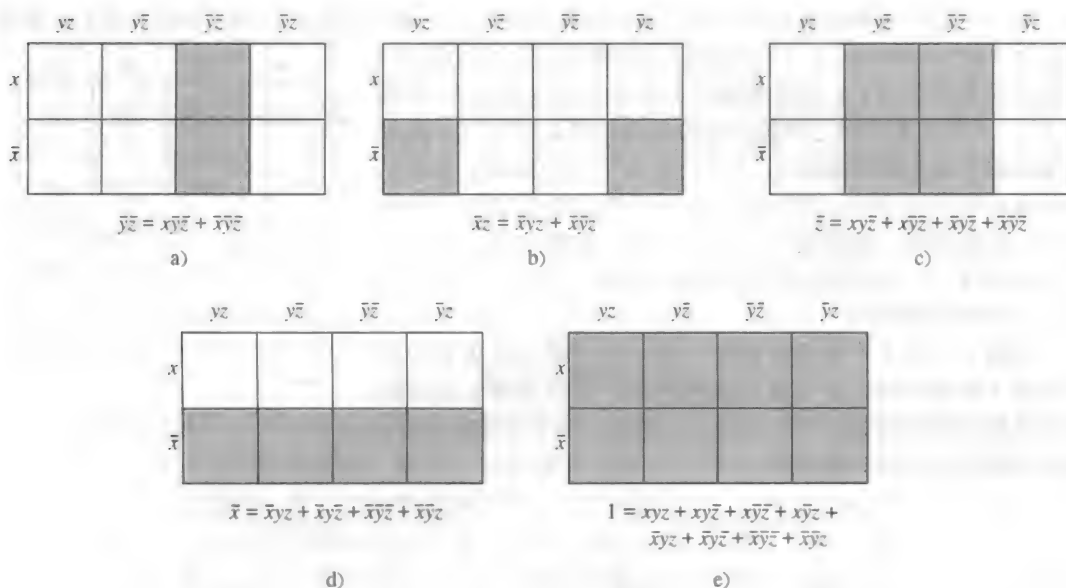 yz yz̄ ȳz̄ ȳz
x
x̄
ȳz̄ = xȳz̄ + x̄ȳz̄
a)
yz yz̄ ȳz̄ ȳz
x
x̄
x̄z = x̄yz + x̄ȳz
b)
yz yz̄ ȳz̄ ȳz
x
x̄
z̄ = xyz̄ + xȳz̄ + x̄yz̄ + x̄ȳz̄
c)
yz yz̄ ȳz̄ ȳz
x
x̄
x̄ = x̄yz + x̄yz̄ + x̄ȳz̄ + x̄ȳz
d)
yz yz̄ ȳz̄ ȳz
x
x̄
1 = xyz + xyz̄ + xȳz̄ + xȳz +
x̄yz + x̄yz̄ + x̄ȳz̄ + x̄ȳz
e)